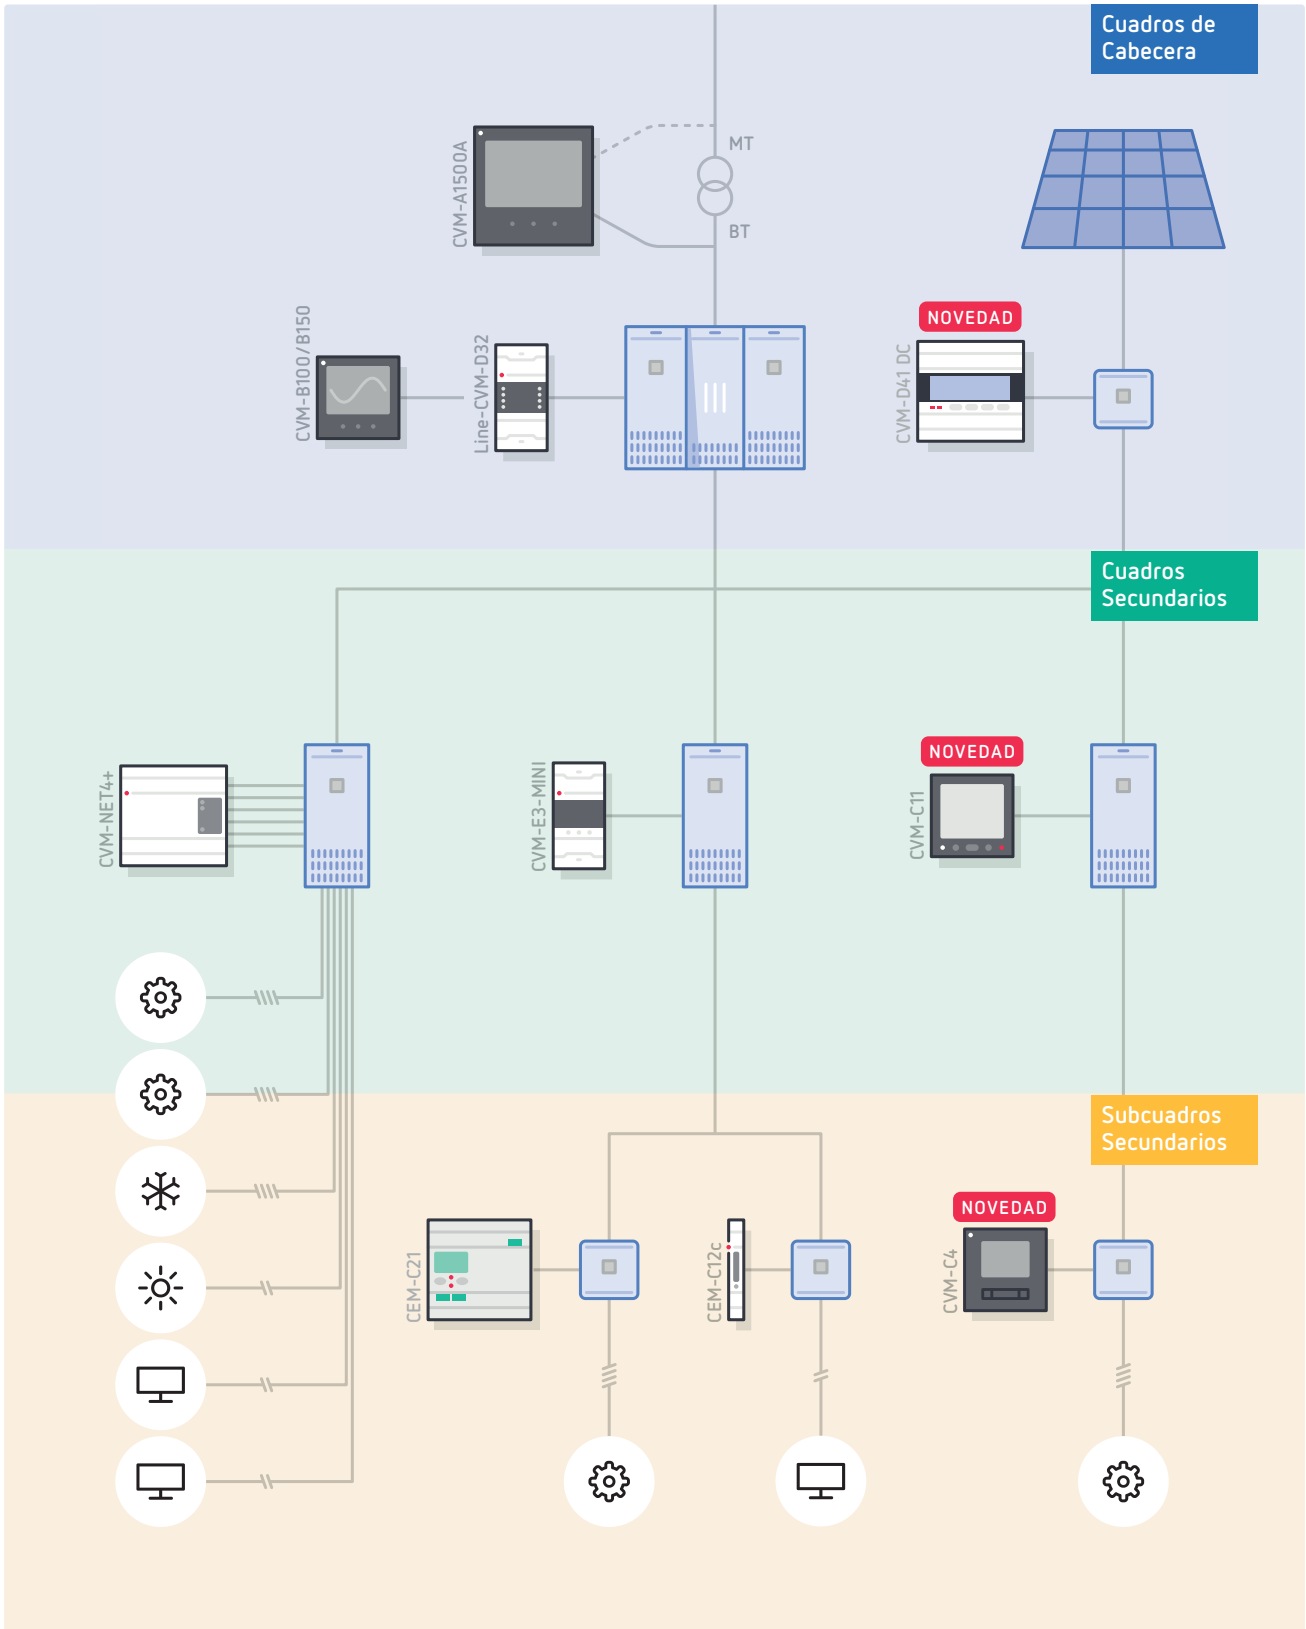 Cuadros de
Cabecera
CVM-A1500A
MT
BT
CVM-B100/B150
Line-CVM-D32
NOVEDAD
CVM-D41 DC
Cuadros
Secundarios
CVM-NET4+
CVM-E3-MINI
NOVEDAD
CVM-C11
Subcuadros
Secundarios
CEM-C21
CEM-C12c
NOVEDAD
CVM-C4